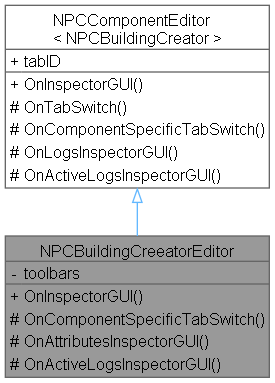 NPCComponentEditor
< NPCBuildingCreator >
+ tabID
+ OnInspectorGUI()
# OnTabSwitch()
# OnComponentSpecificTabSwitch()
# OnLogsInspectorGUI()
# OnActiveLogsInspectorGUI()
NPCBuildingCreeatorEditor
- toolbars
+ OnInspectorGUI()
# OnComponentSpecificTabSwitch()
# OnAttributesInspectorGUI()
# OnActiveLogsInspectorGUI()